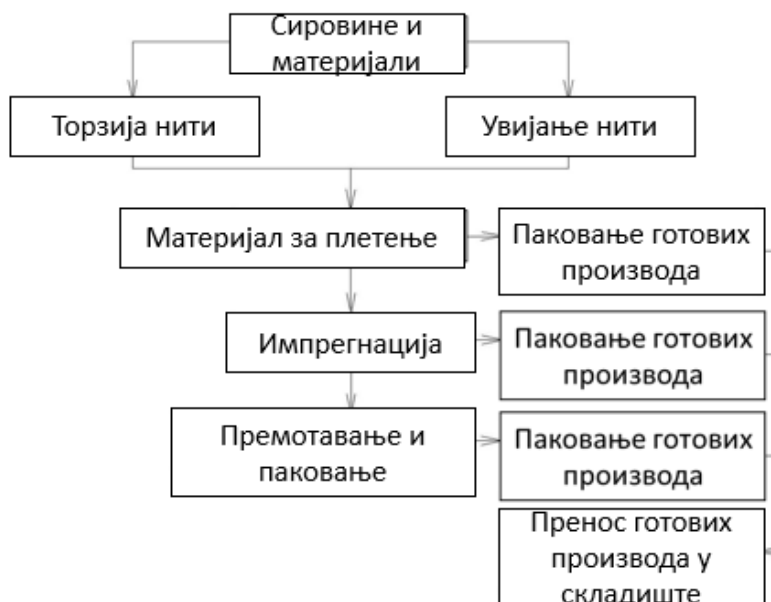 Сировине и
материјали
Торзија нити
Увијање нити
Материјал за плетење
Паковање готових
производа
Импрегнација
Паковање готових
производа
Премотавање и
паковање
Паковање готових
производа
Пренос готових
производа у
складиште